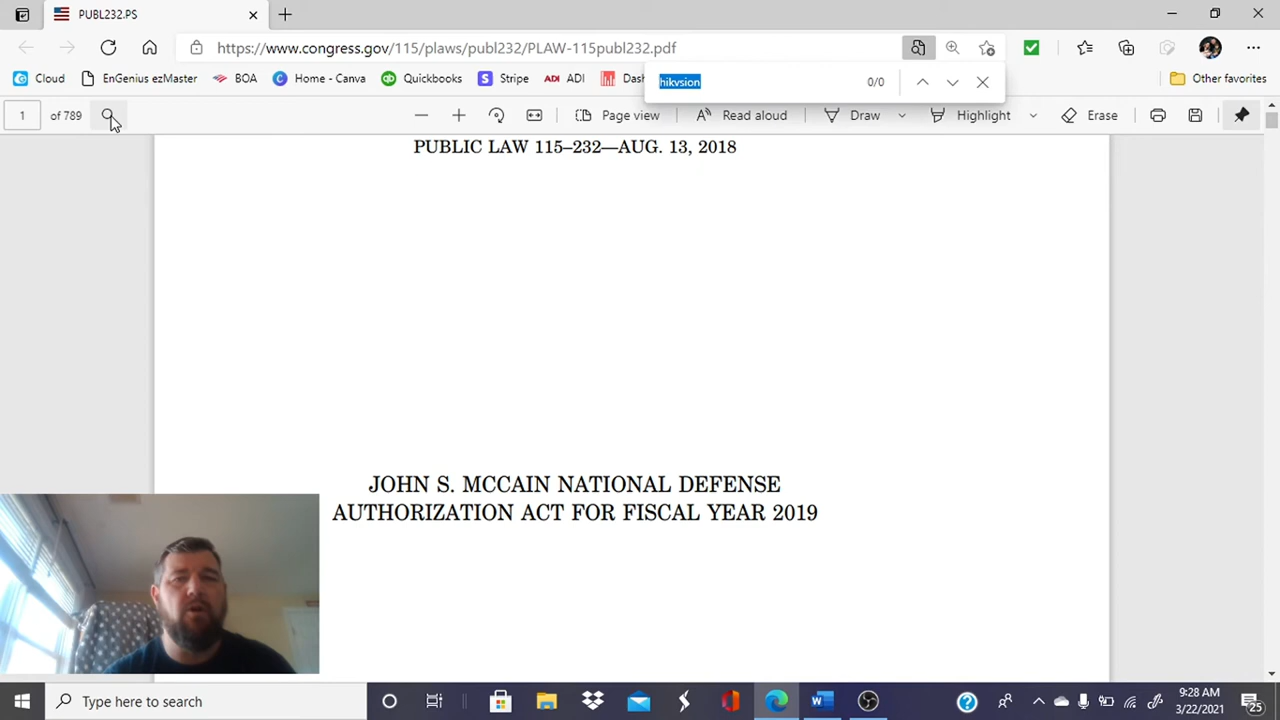 PUBL232.PS
https://www.congress.gov/115/plaws/publ232/PLAW-115publ232.pdf
Cloud
EnGenius ezMaster
BOA
Home - Canva
Quickbooks
Stripe
ADI
ADI
Dash
Other favorites
hikvsion
0/0
1
of 789
Page view
Read aloud
Draw
Highlight
Erase
PUBLIC LAW 115–232—AUG. 13, 2018
JOHN S. MCCAIN NATIONAL DEFENSE
AUTHORIZATION ACT FOR FISCAL YEAR 2019
Type here to search
9:28 AM
3/22/2021
25